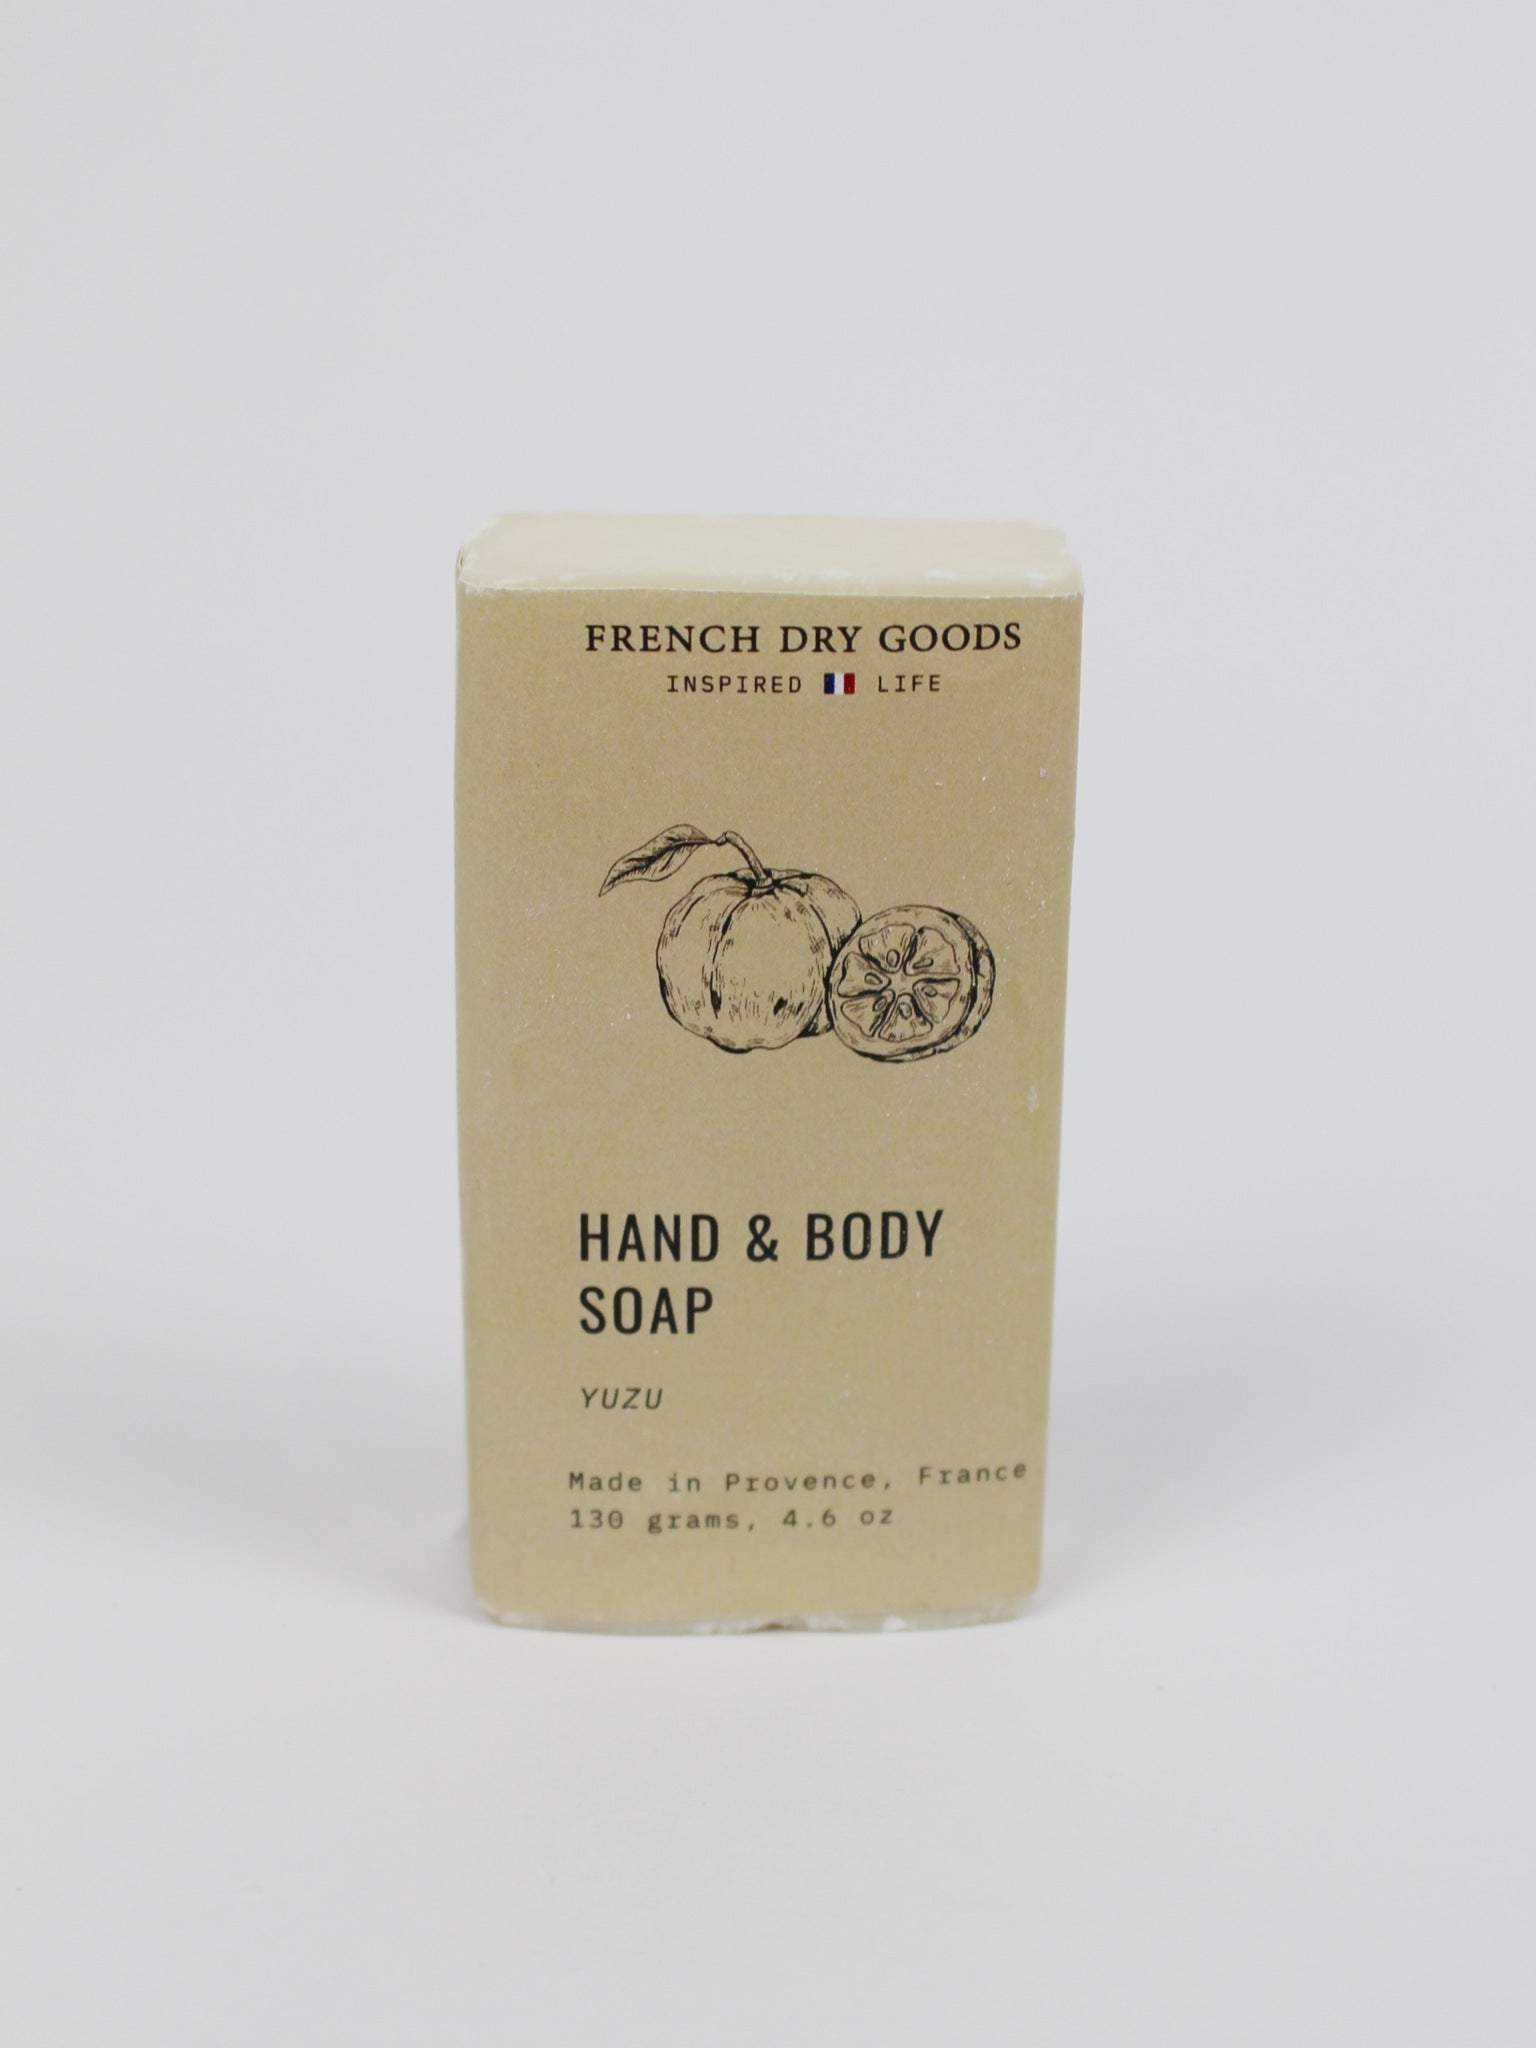 FRENCH DRY GOODS
INSPIRED LIFE
HAND & BODY
SOAP
YUZU
Made in Provence, France
130 grams, 4.6 oz